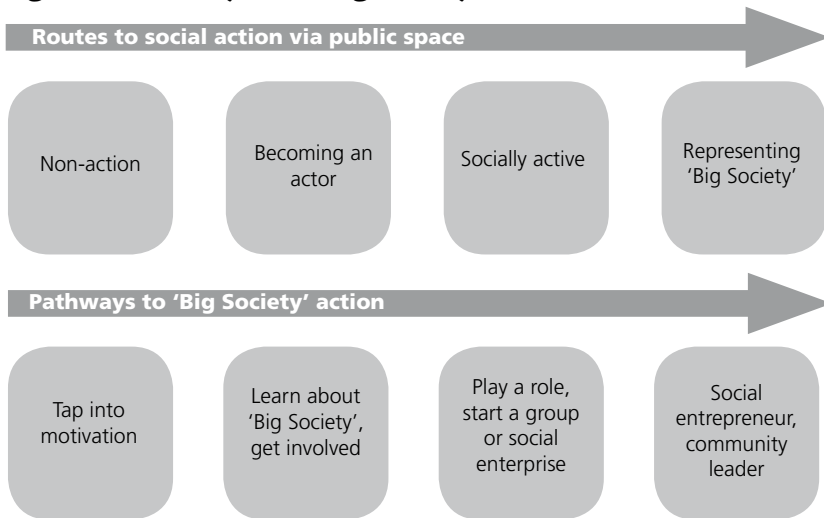 Routes to social action via public space
Non-action
Becoming an
actor
Socially active
Representing
‘Big Society’
Pathways to ‘Big Society’ action
Tap into
motivation
Learn about
‘Big Society’,
get involved
Play a role,
start a group
or social
enterprise
Social
entrepreneur,
community
leader